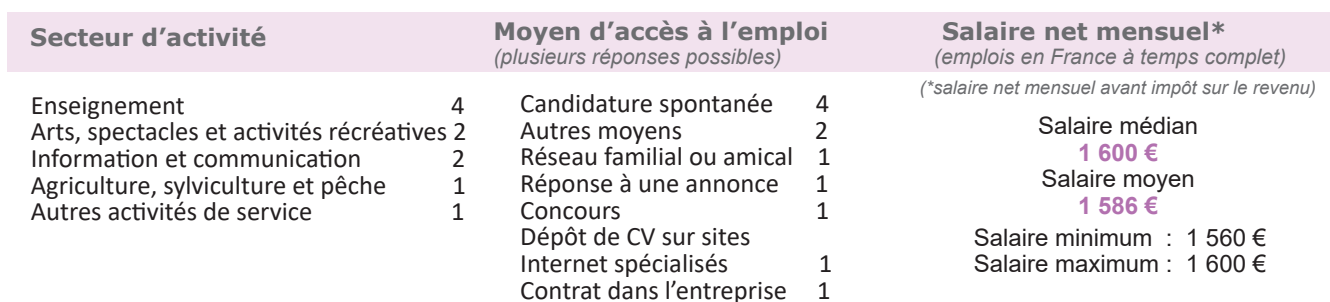 Secteur d'activité
Enseignement 4
Arts, spectacles et activités récréatives 2
Information et communication 2
Agriculture, sylviculture et pêche 1
Autres activités de service 1
Moyen d'accès à l'emploi
(plusieurs réponses possibles)
Candidature spontanée 4
Autres moyens 2
Réseau familial ou amical 1
Réponse à une annonce 1
Concours 1
Dépôt de CV sur sites
Internet spécialisés 1
Contrat dans l'entreprise 1
Salaire net mensuel*
(emplois en France à temps complet)
(*salaire net mensuel avant impôt sur le revenu)
Salaire médian
1 600 €
Salaire moyen
1 586 €
Salaire minimum : 1 560 €
Salaire maximum : 1 600 €